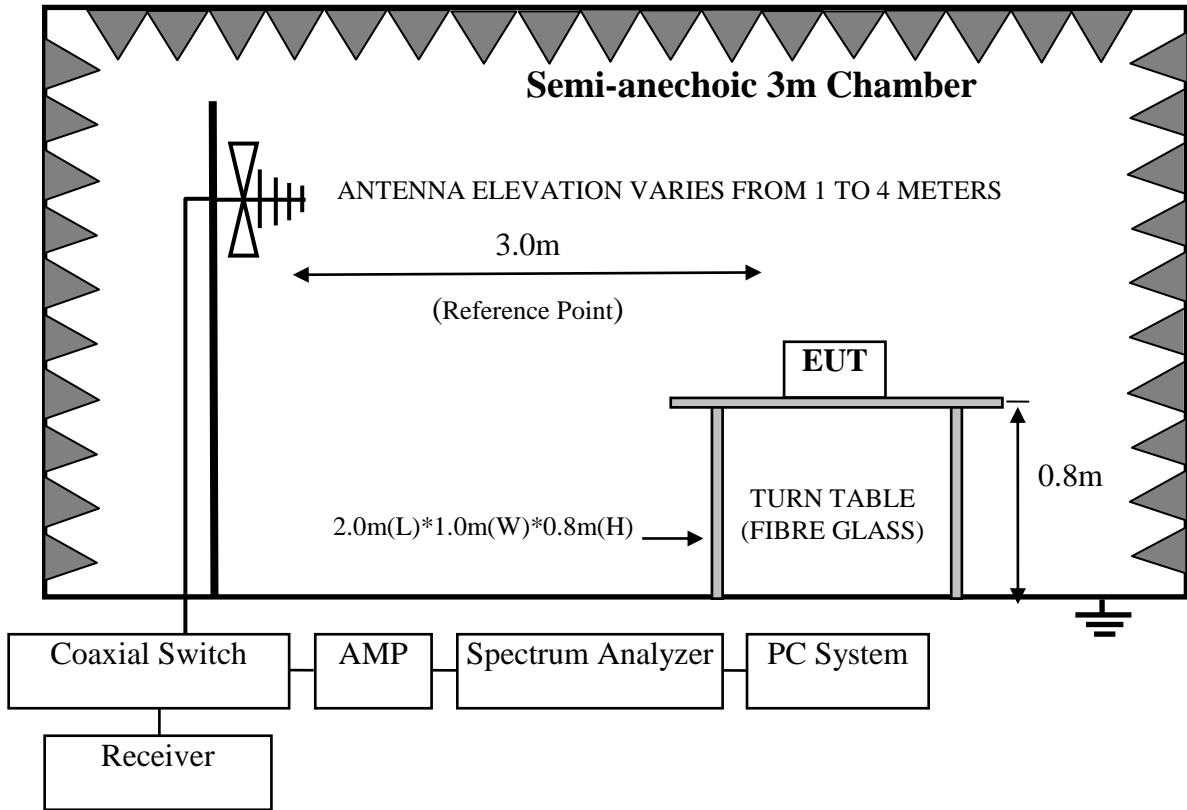 Semi-anechoic 3m Chamber
ANTENNA ELEVATION VARIES FROM 1 TO 4 METERS
3.0m
(Reference Point)
EUT
0.8m
TURN TABLE
(FIBRE GLASS)
2.0m(L)*1.0m(W)*0.8m(H)
Coaxial Switch
AMP
Spectrum Analyzer
PC System
Receiver